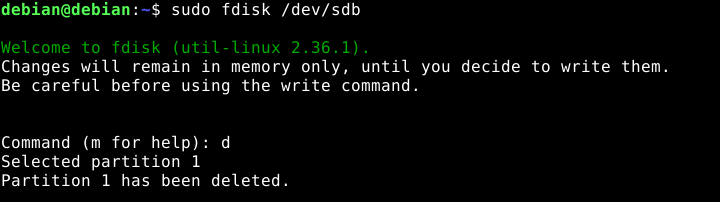 debian@debian:~$ sudo fdisk /dev/sdb
Welcome to fdisk (util-linux 2.36.1).
Changes will remain in memory only, until you decide to write them.
Be careful before using the write command.
Command (m for help): d
Selected partition 1
Partition 1 has been deleted.